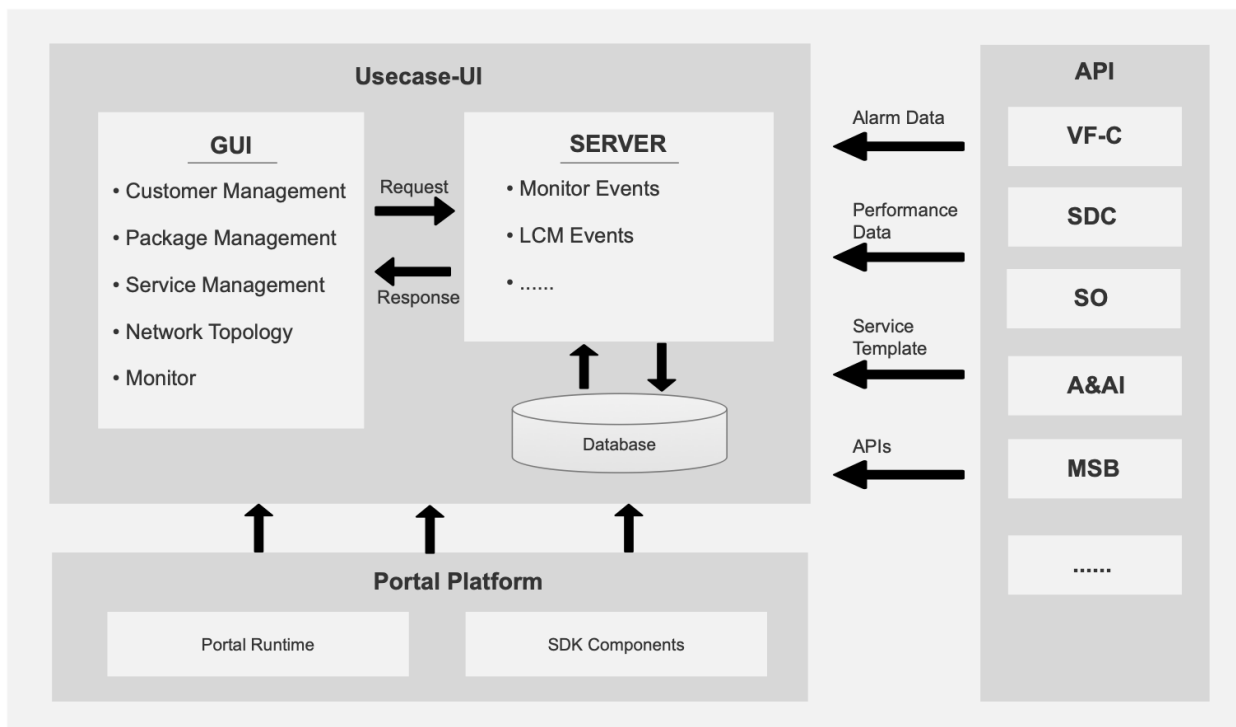 Usecase-UI
GUI
• Customer Management
• Package Management
• Service Management
• Network Topology
• Monitor
Request
Response
SERVER
• Monitor Events
• LCM Events
• ......
Database
Alarm Data
Performance
Data
Service
Template
APIs
API
VF-C
SDC
SO
A&AI
MSB
......
Portal Platform
Portal Runtime
SDK Components